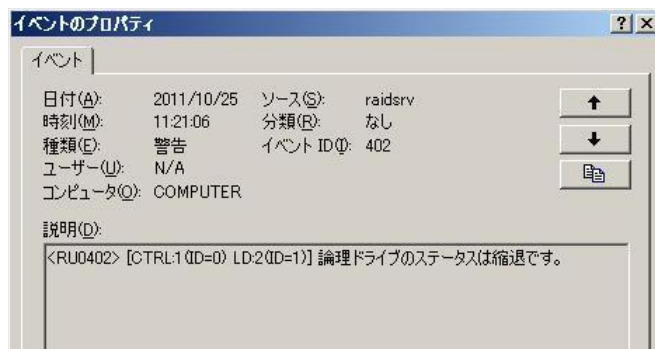 イベントのプロパティ
イベント
日付(A): 2011/10/25 ソース(S): raidsrv
時刻(M): 11:21:06 分類(R): なし
種類(E): 警告 イベント ID(I): 402
ユーザー(U): N/A
コンピュータ(O): COMPUTER
説明(D):
<RU0402> [CTRL:1(ID=0) LD:2(ID=1)] 論理ドライブのステータスは縮退です。